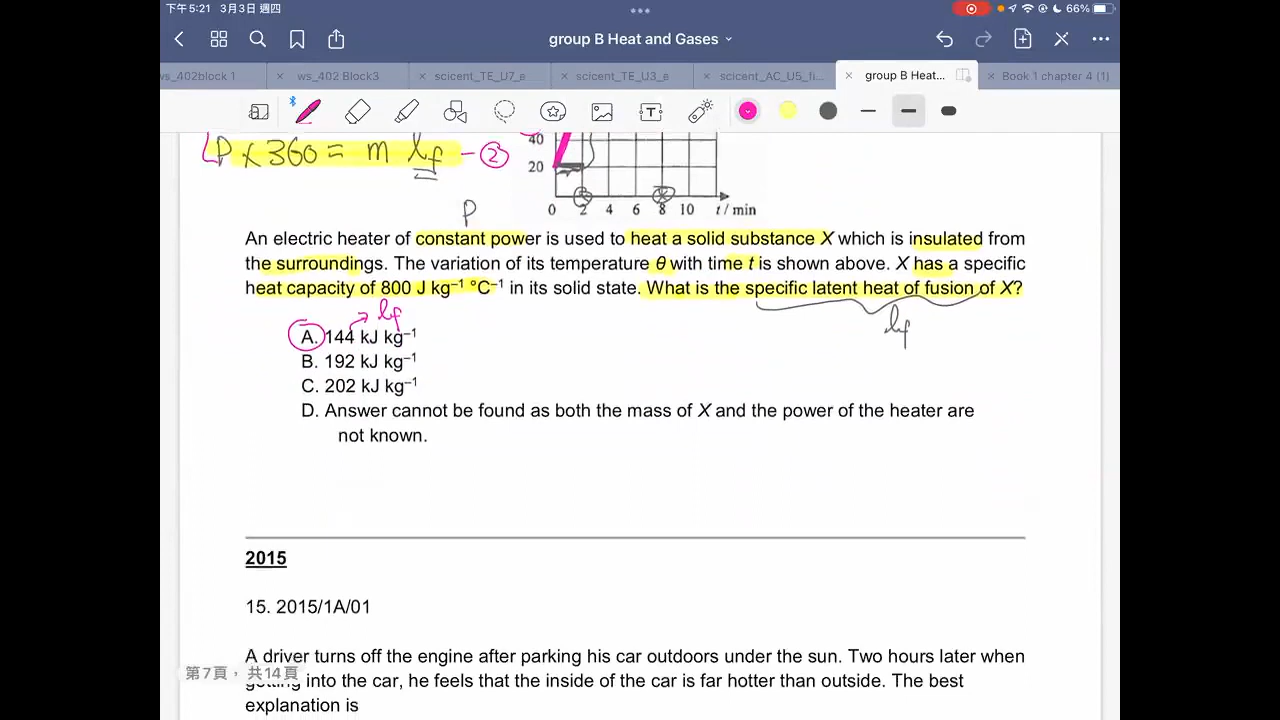 下午5:21 3月3日 週四
66%
group B Heat and Gases
ws_402block 1
ws_402 Block3
scicent_TE_U7_e
scicent_TE_U3_e
scicent_AC_U5_fi...
group B Heat...
Book 1 chapter 4 (1)
P x 360 = m lf - ②
40
20
0 2 4 6 8 10 t / min
P
An electric heater of constant power is used to heat a solid substance X which is insulated from
the surroundings. The variation of its temperature θ with time t is shown above. X has a specific
heat capacity of 800 J kg⁻¹ °C⁻¹ in its solid state. What is the specific latent heat of fusion of X?
lf
lf
A. 144 kJ kg⁻¹
B. 192 kJ kg⁻¹
C. 202 kJ kg⁻¹
D. Answer cannot be found as both the mass of X and the power of the heater are
not known.
2015
15. 2015/1A/01
A driver turns off the engine after parking his car outdoors under the sun. Two hours later when
第7頁，共14頁
getting into the car, he feels that the inside of the car is far hotter than outside. The best
explanation is